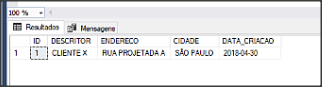 100 %
Resultados Mensagens
ID DESCRITOR ENDERECO CIDADE DATA_CRIACAO
1 1 CLIENTE X RUA PROJETADA A SÃO PAULO 2018-04-30